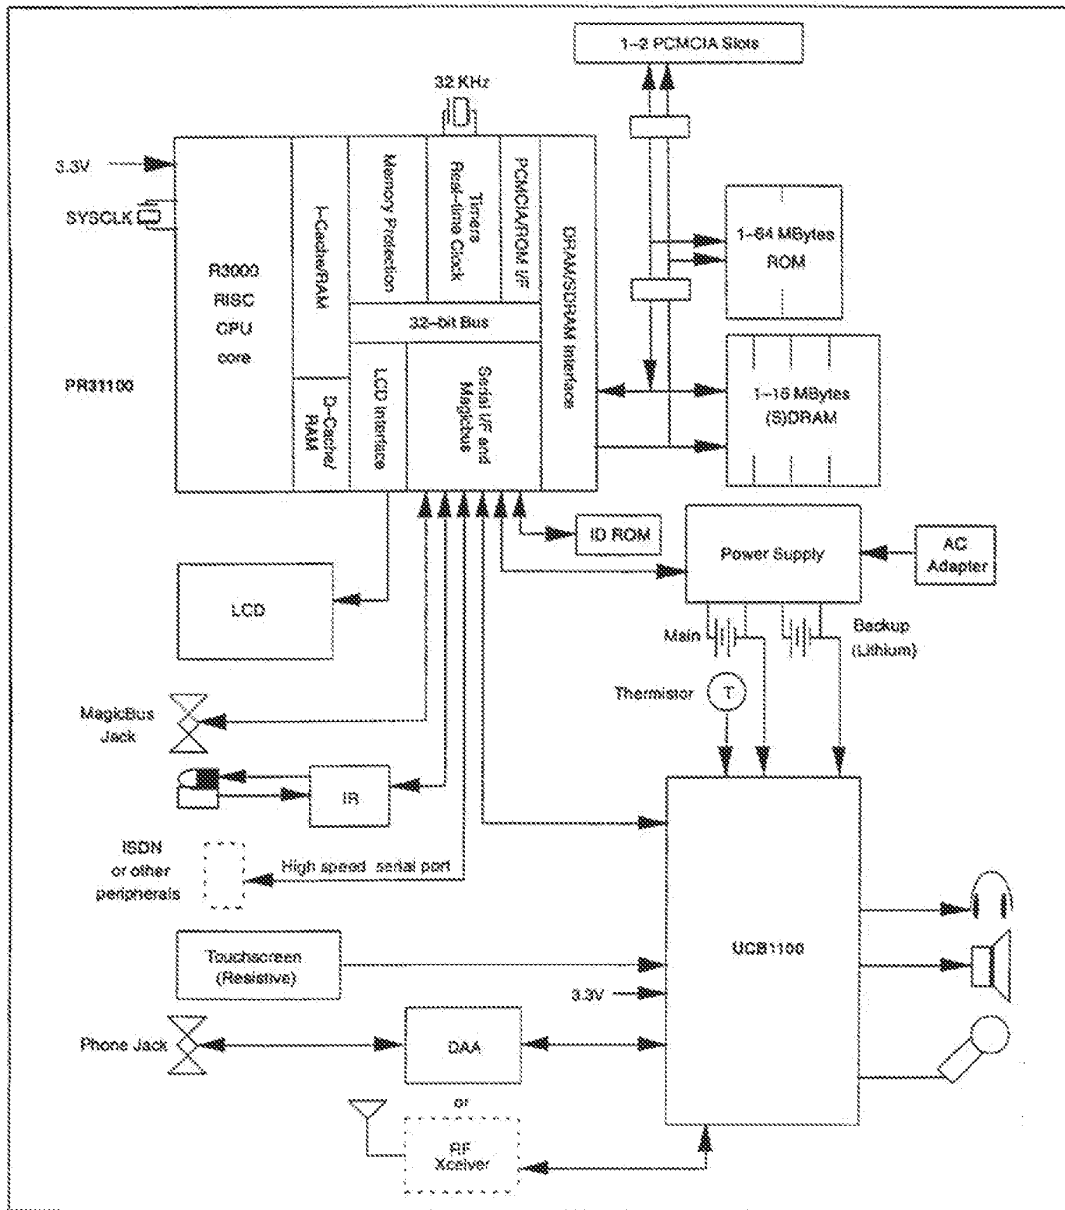 1-2 PCMCIA Slots
32 KHz
3.3V
SYSCLK
PR31100
R3000
RISC
CPU
core
I-Cache/RAM
D-Cache/
RAM
Memory Protection
Timers
Real-time Clock
PCMCIA/ROM I/F
32-bit Bus
LCD Interface
Serial I/F and
Magicbus
DRAM/SDRAM Interface
1-64 MBytes
ROM
1-16 MBytes
(S)DRAM
ID ROM
Power Supply
AC
Adapter
Main
Backup
(Lithium)
Thermistor
T
LCD
MagicBus
Jack
IR
ISDN
or other
peripherals
High speed serial port
Touchscreen
(Resistive)
3.3V
UCB1100
Phone Jack
DAA
or
RF
Xceiver